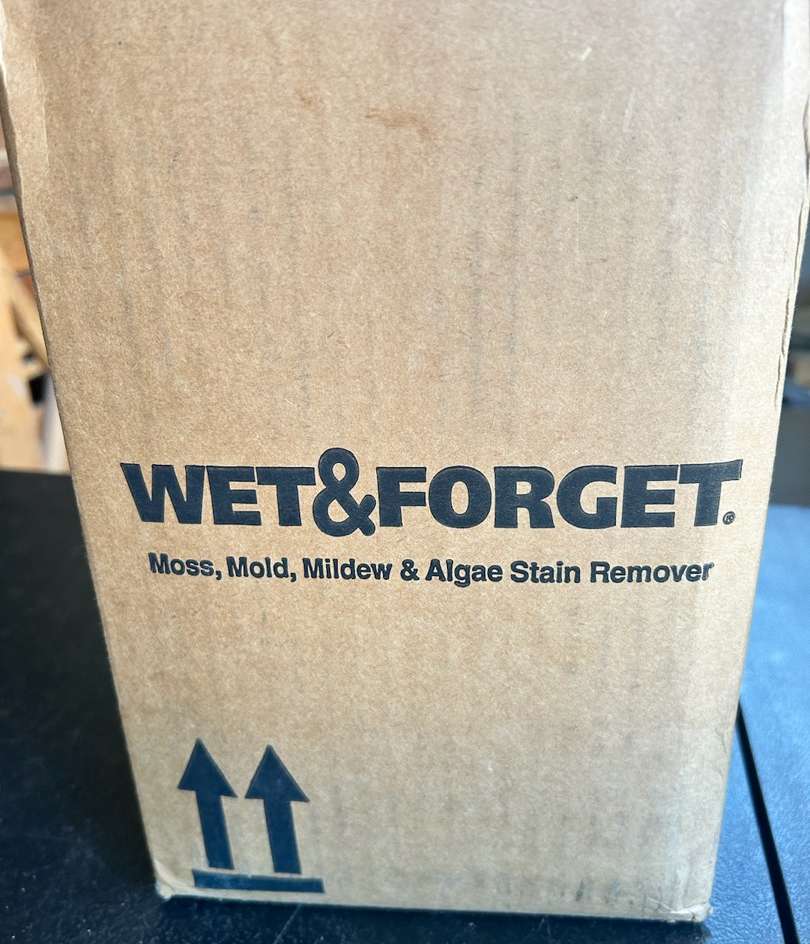 WET&FORGET®
Moss, Mold, Mildew & Algae Stain Remover